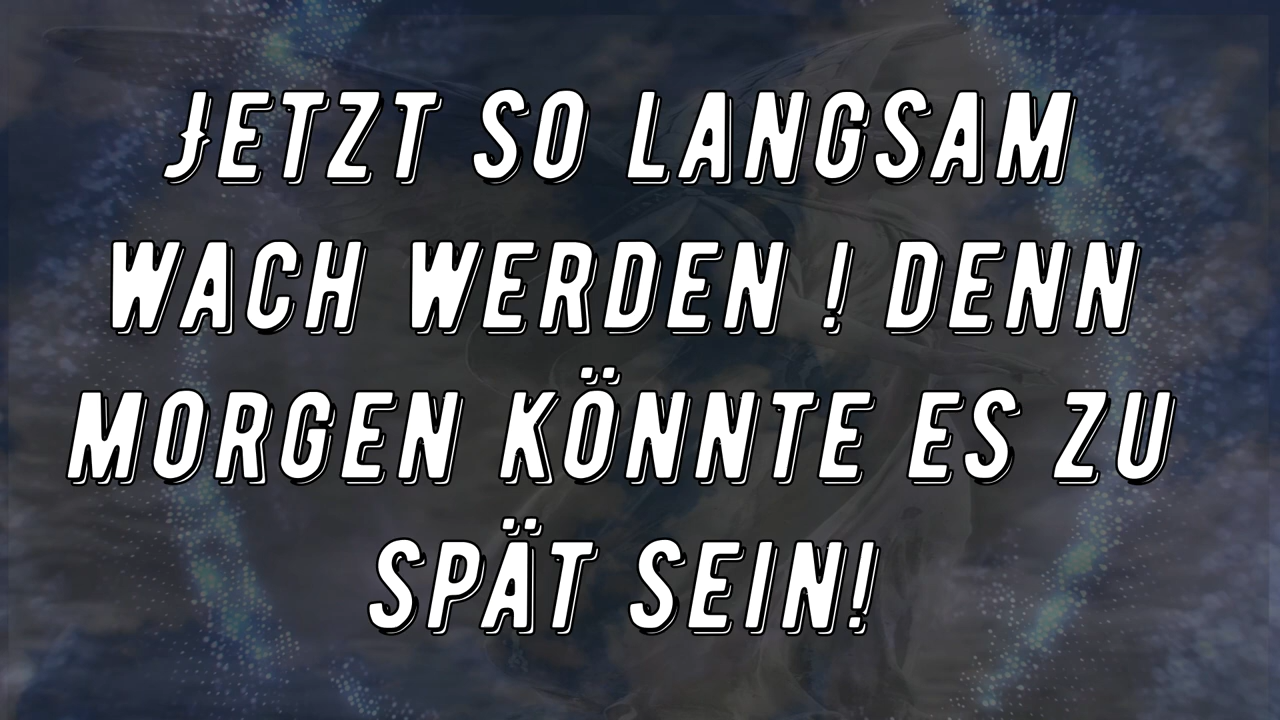 JETZT SO LANGSAM
WACH WERDEN ! DENN
MORGEN KÖNNTE ES ZU
SPÄT SEIN!